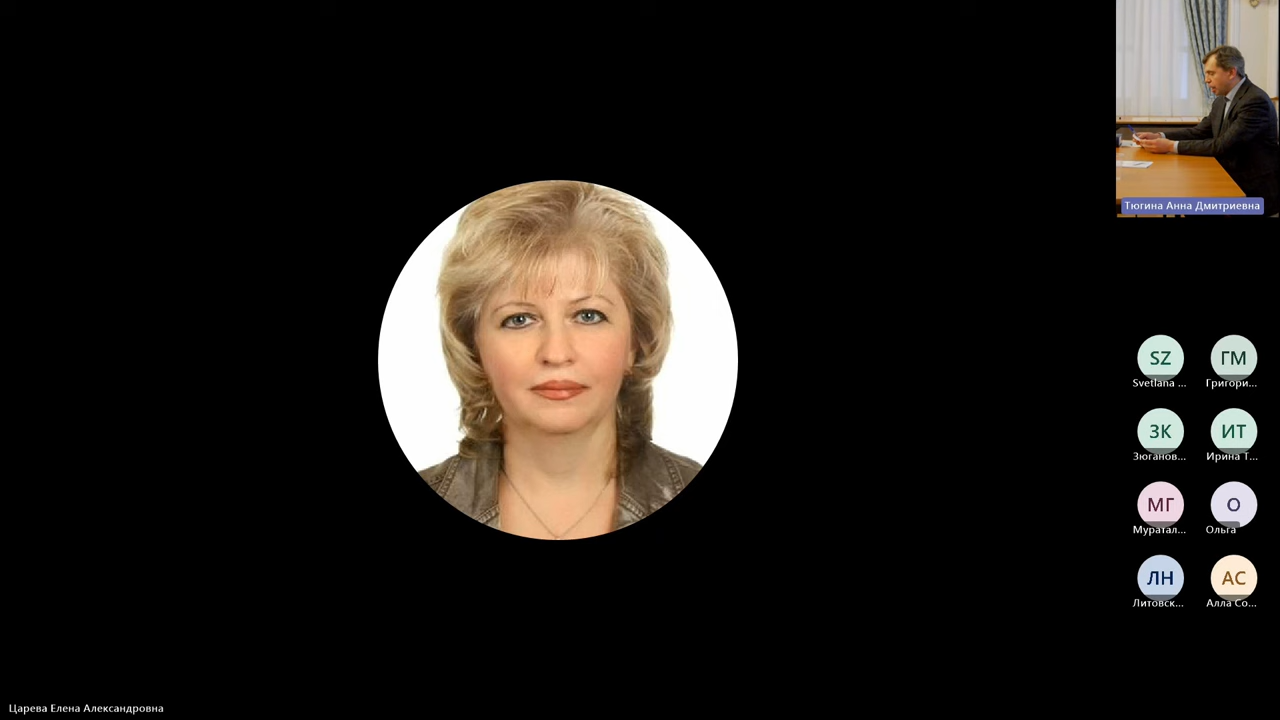 Тюгина Анна Дмитриевна
SZ
ГМ
Svetlana ...
Григори...
ЗК
ИТ
Зюганов...
Ирина Т...
МГ
О
Муратал...
Ольга
ЛН
АС
Литовск...
Алла Со...
Царева Елена Александровна